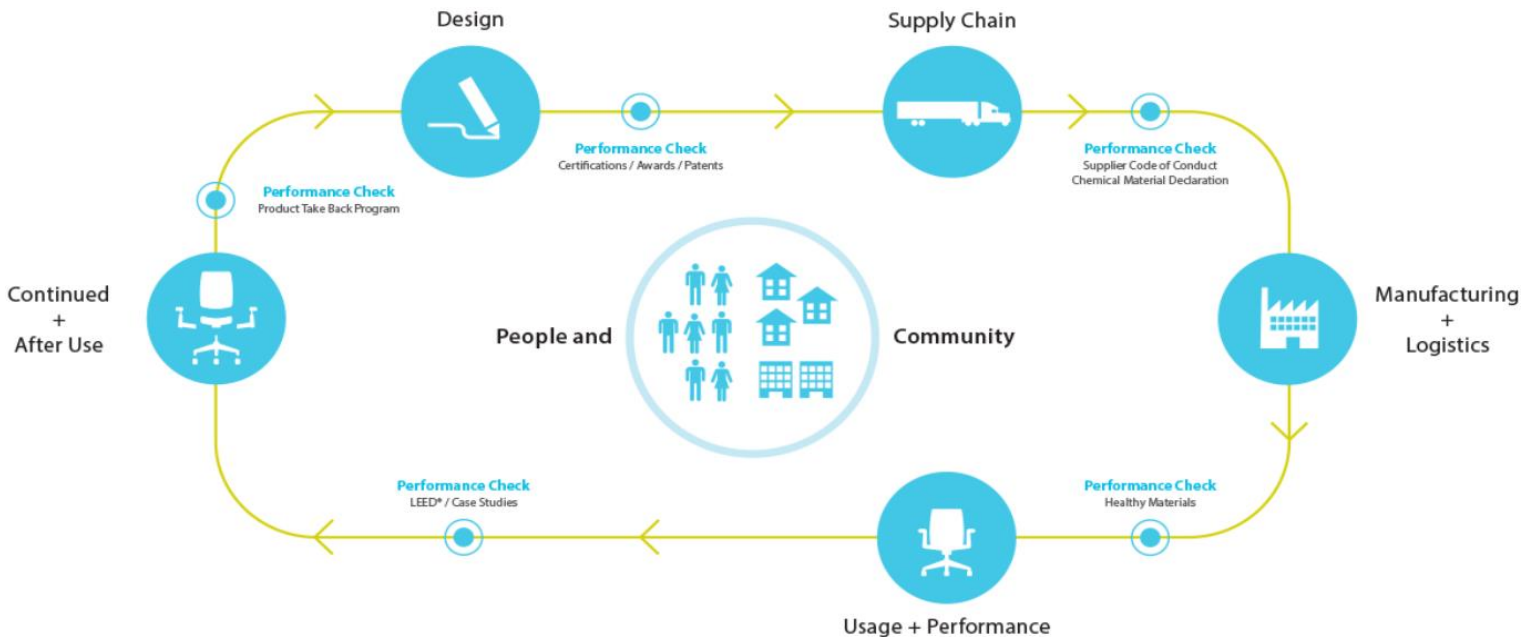 Design
Supply Chain
Performance Check
Certifications / Awards / Patents
Performance Check
Supplier Code of Conduct
Chemical Material Declaration
Performance Check
Product Take Back Program
Continued
+
After Use
People and
Community
Manufacturing
+
Logistics
Performance Check
LEED® / Case Studies
Performance Check
Healthy Materials
Usage + Performance